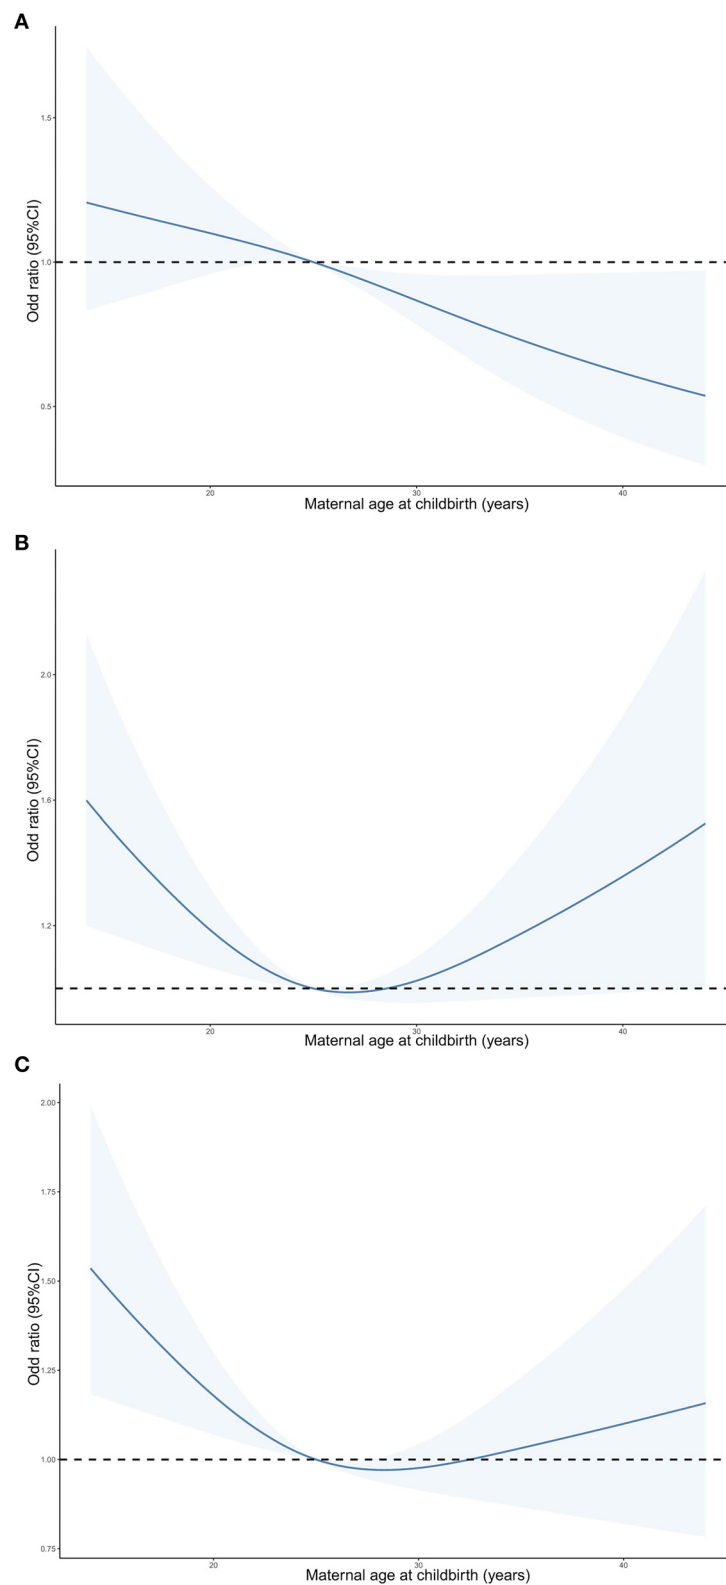 A
1.5
1.0
0.5
Odd ratio (95%CI)
20
30
40
Maternal age at childbirth (years)
B
2.0
1.6
1.2
Odd ratio (95%CI)
20
30
40
Maternal age at childbirth (years)
C
2.00
1.75
1.50
1.25
1.00
0.75
Odd ratio (95%CI)
20
30
40
Maternal age at childbirth (years)